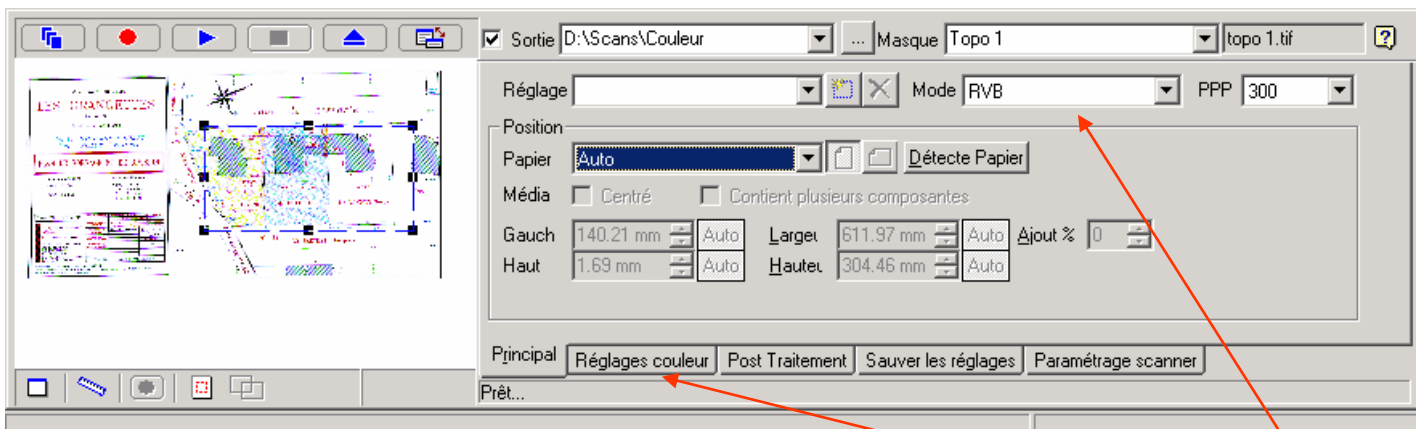 Sortie D:\Scans\Couleur ... Masque Topo 1 topo 1.tif
Réglage Mode RVB PPP 300
Position
Papier Auto Détecte Papier
Média Centré Contient plusieurs composantes
Gauch 140.21 mm Auto Largeu 611.97 mm Auto Ajout % 0
Haut 1.69 mm Auto Hauteu 304.46 mm Auto
Principal Réglages couleur Post Traitement Sauver les réglages Paramétrage scanner
Prêt...
LES ORANGETTES